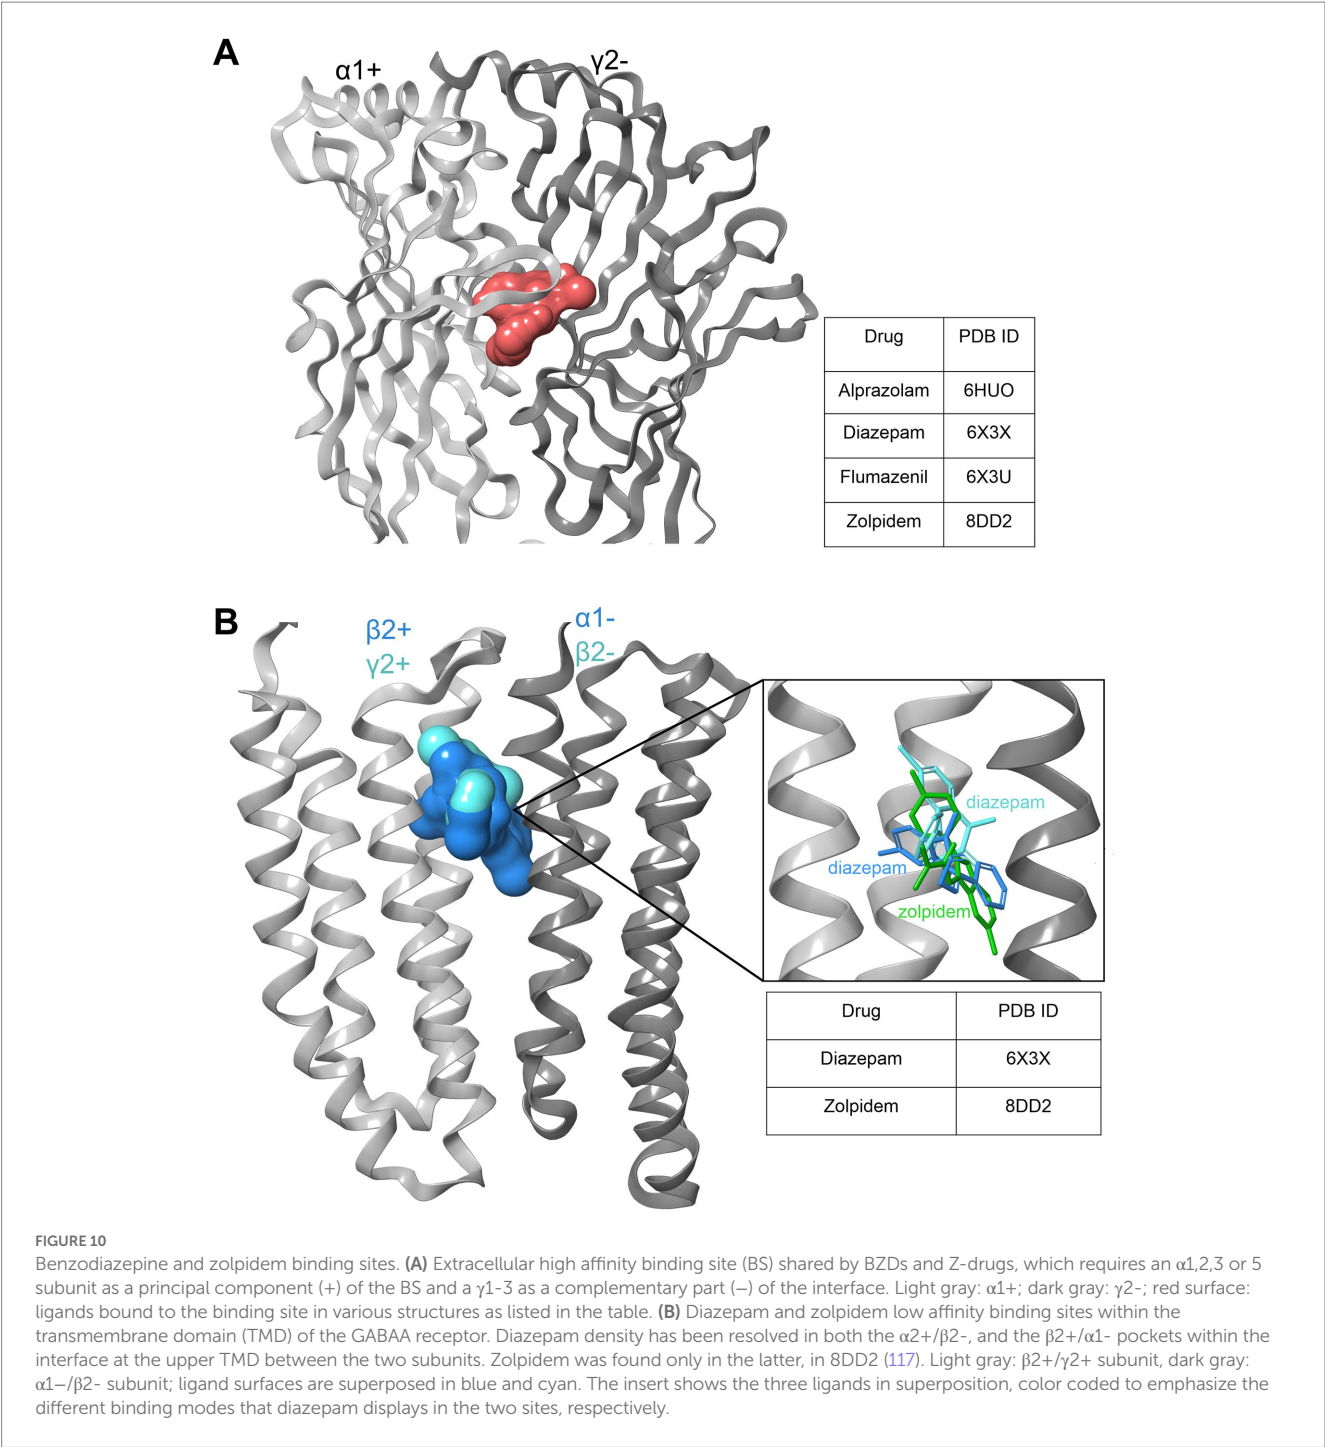 A
α1+
γ2-
Drug PDB ID
Alprazolam 6HUO
Diazepam 6X3X
Flumazenil 6X3U
Zolpidem 8DD2
B
β2+
γ2+
α1-
β2-
diazepam
diazepam
zolpidem
Drug PDB ID
Diazepam 6X3X
Zolpidem 8DD2
FIGURE 10
Benzodiazepine and zolpidem binding sites. (A) Extracellular high affinity binding site (BS) shared by BZDs and Z-drugs, which requires an α1,2,3 or 5
subunit as a principal component (+) of the BS and a γ1-3 as a complementary part (−) of the interface. Light gray: α1+; dark gray: γ2-; red surface:
ligands bound to the binding site in various structures as listed in the table. (B) Diazepam and zolpidem low affinity binding sites within the
transmembrane domain (TMD) of the GABAA receptor. Diazepam density has been resolved in both the α2+/β2-, and the β2+/α1- pockets within the
interface at the upper TMD between the two subunits. Zolpidem was found only in the latter, in 8DD2 (117). Light gray: β2+/γ2+ subunit, dark gray:
α1−/β2- subunit; ligand surfaces are superposed in blue and cyan. The insert shows the three ligands in superposition, color coded to emphasize the
different binding modes that diazepam displays in the two sites, respectively.